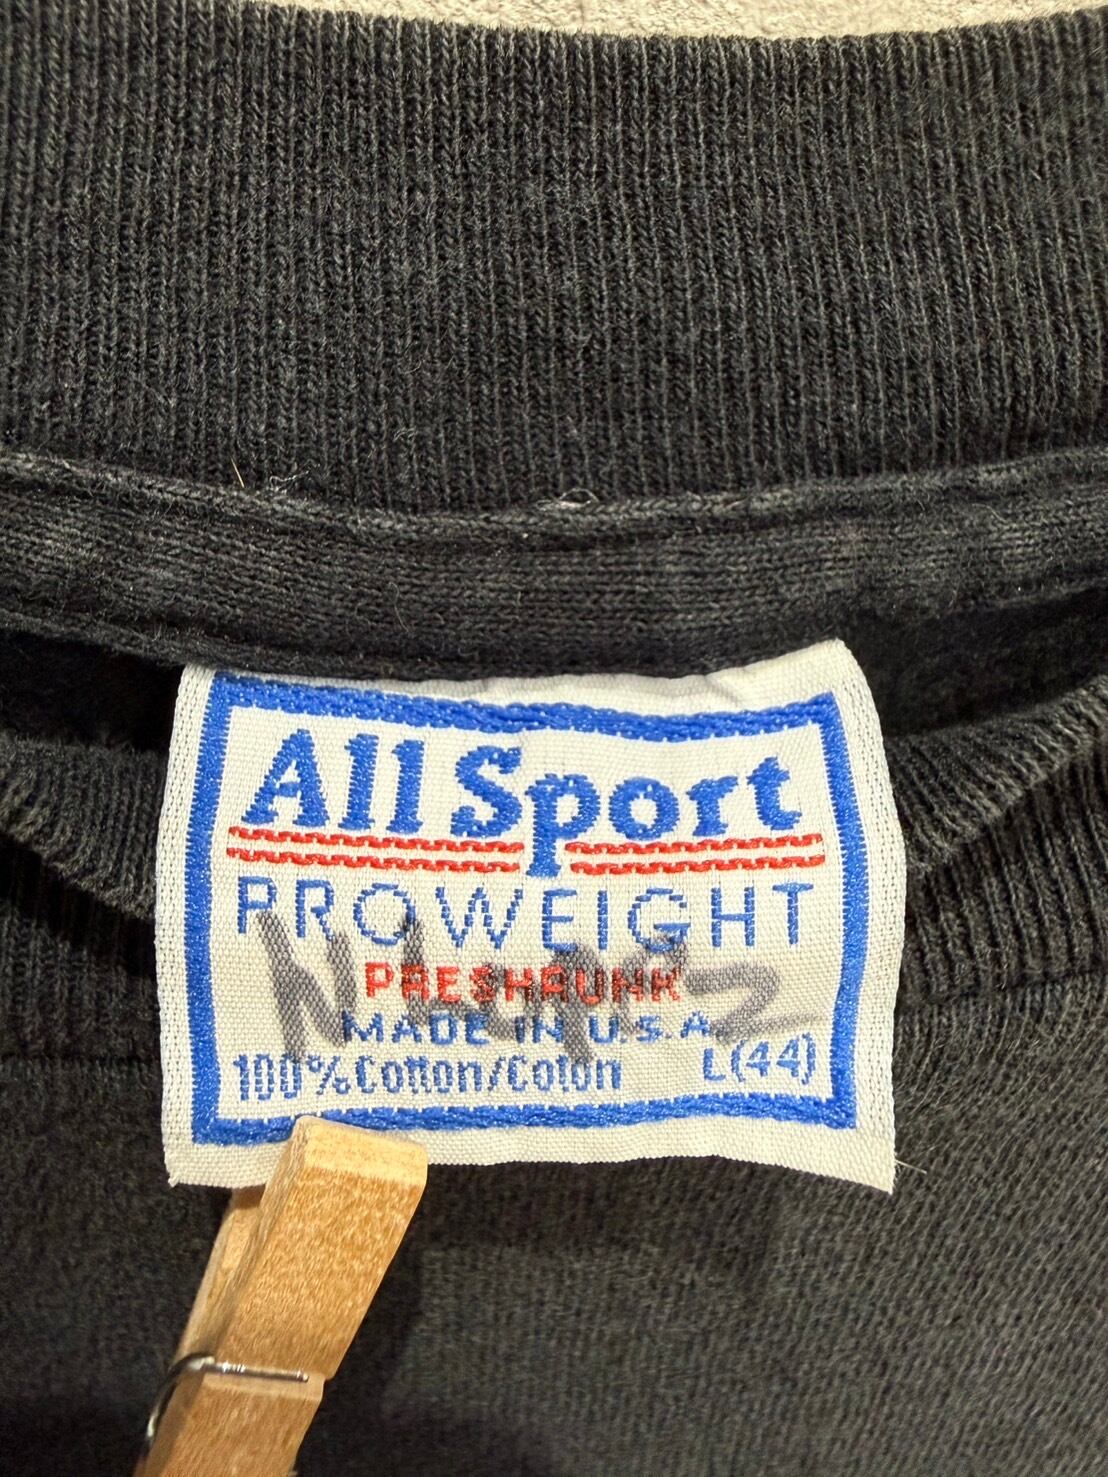 All Sport
PROWEIGHT
PRESHRUNK
MADE IN U.S.A.
100% Cotton/Coton L(44)